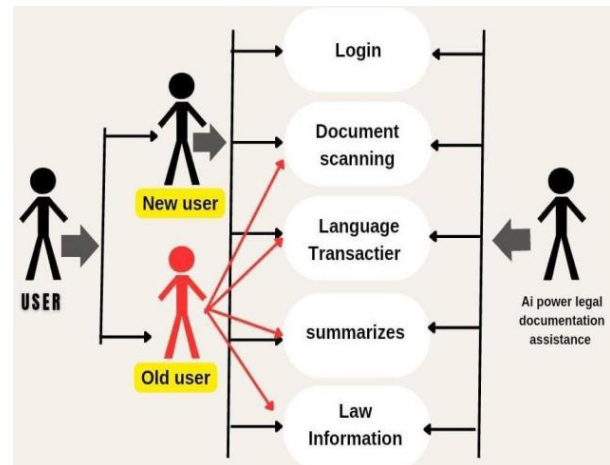 Login
Document
scanning
New user
Language
Transactier
USER
Ai power legal
documentation
assistance
summarizes
Old user
Law
Information